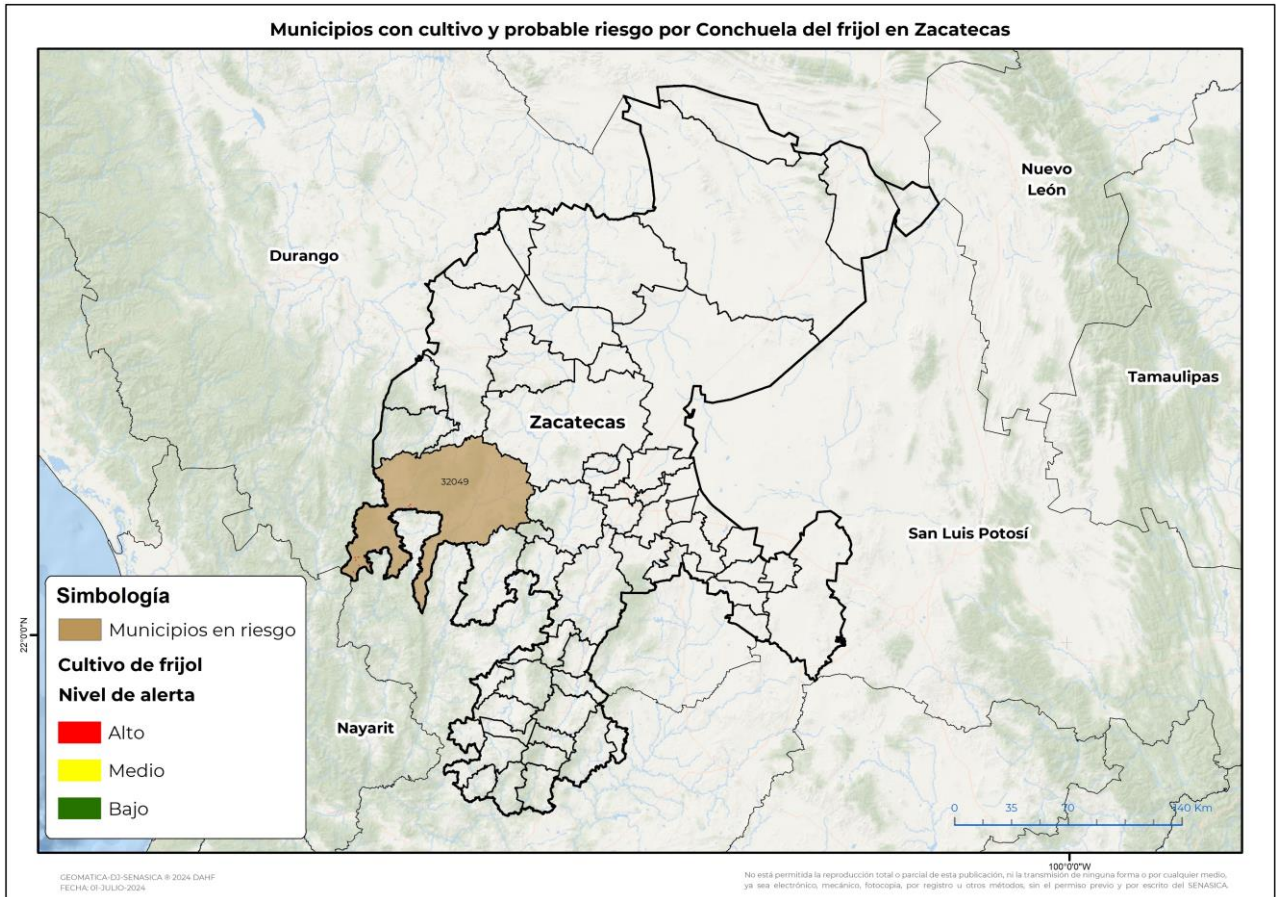 Municipios con cultivo y probable riesgo por Conchuela del frijol en Zacatecas
Nuevo
León
Durango
Tamaulipas
Zacatecas
32049
San Luis Potosí
Nayarit
Simbología
Municipios en riesgo
Cultivo de frijol
Nivel de alerta
Alto
Medio
Bajo
22°0'0"N
0 35 70 140 Km
100°0'0"W
GEOMATICA-DJ-SENASICA ® 2024 DAHF
FECHA: 01-JULIO-2024
No está permitida la reproducción total o parcial de esta publicación, ni la transmisión de ninguna forma o por cualquier medio,
ya sea electrónico, mecánico, fotocopia, por registro u otros métodos, sin el permiso previo y por escrito del SENASICA.